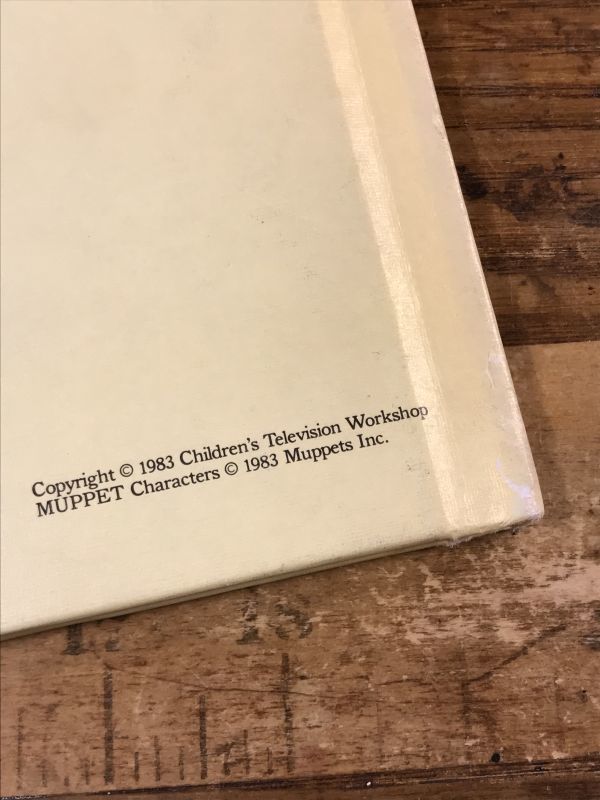 Copyright © 1983 Children's Television Workshop
MUPPET Characters © 1983 Muppets Inc.